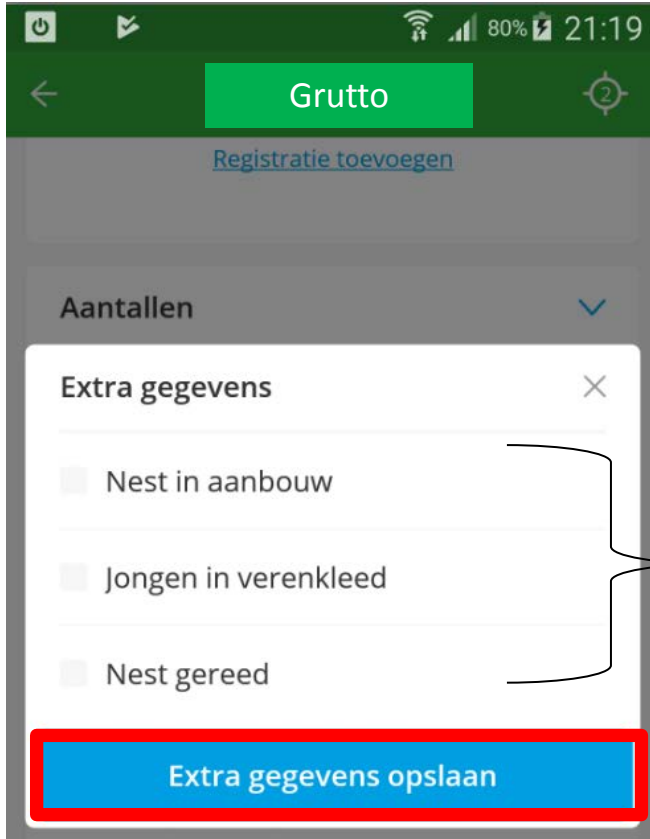 80% 21:19
Grutto
2
Registratie toevoegen
Aantallen
Extra gegevens
Nest in aanbouw
Jongen in verenkleed
Nest gereed
Extra gegevens opslaan